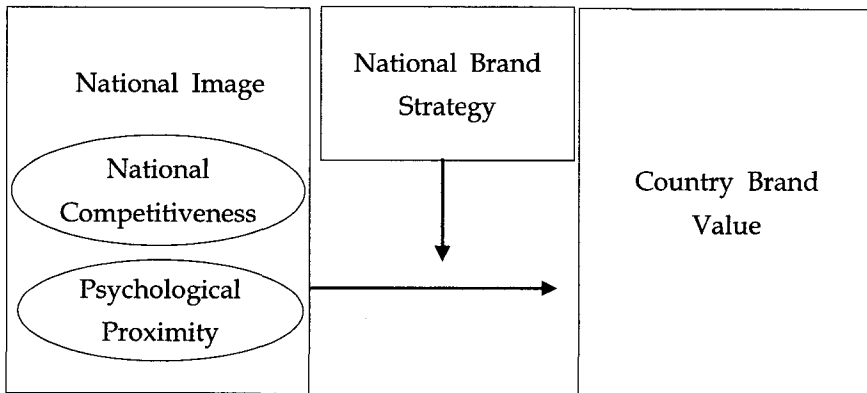 National Image
National
Competitiveness
Psychological
Proximity
National Brand
Strategy
Country Brand
Value